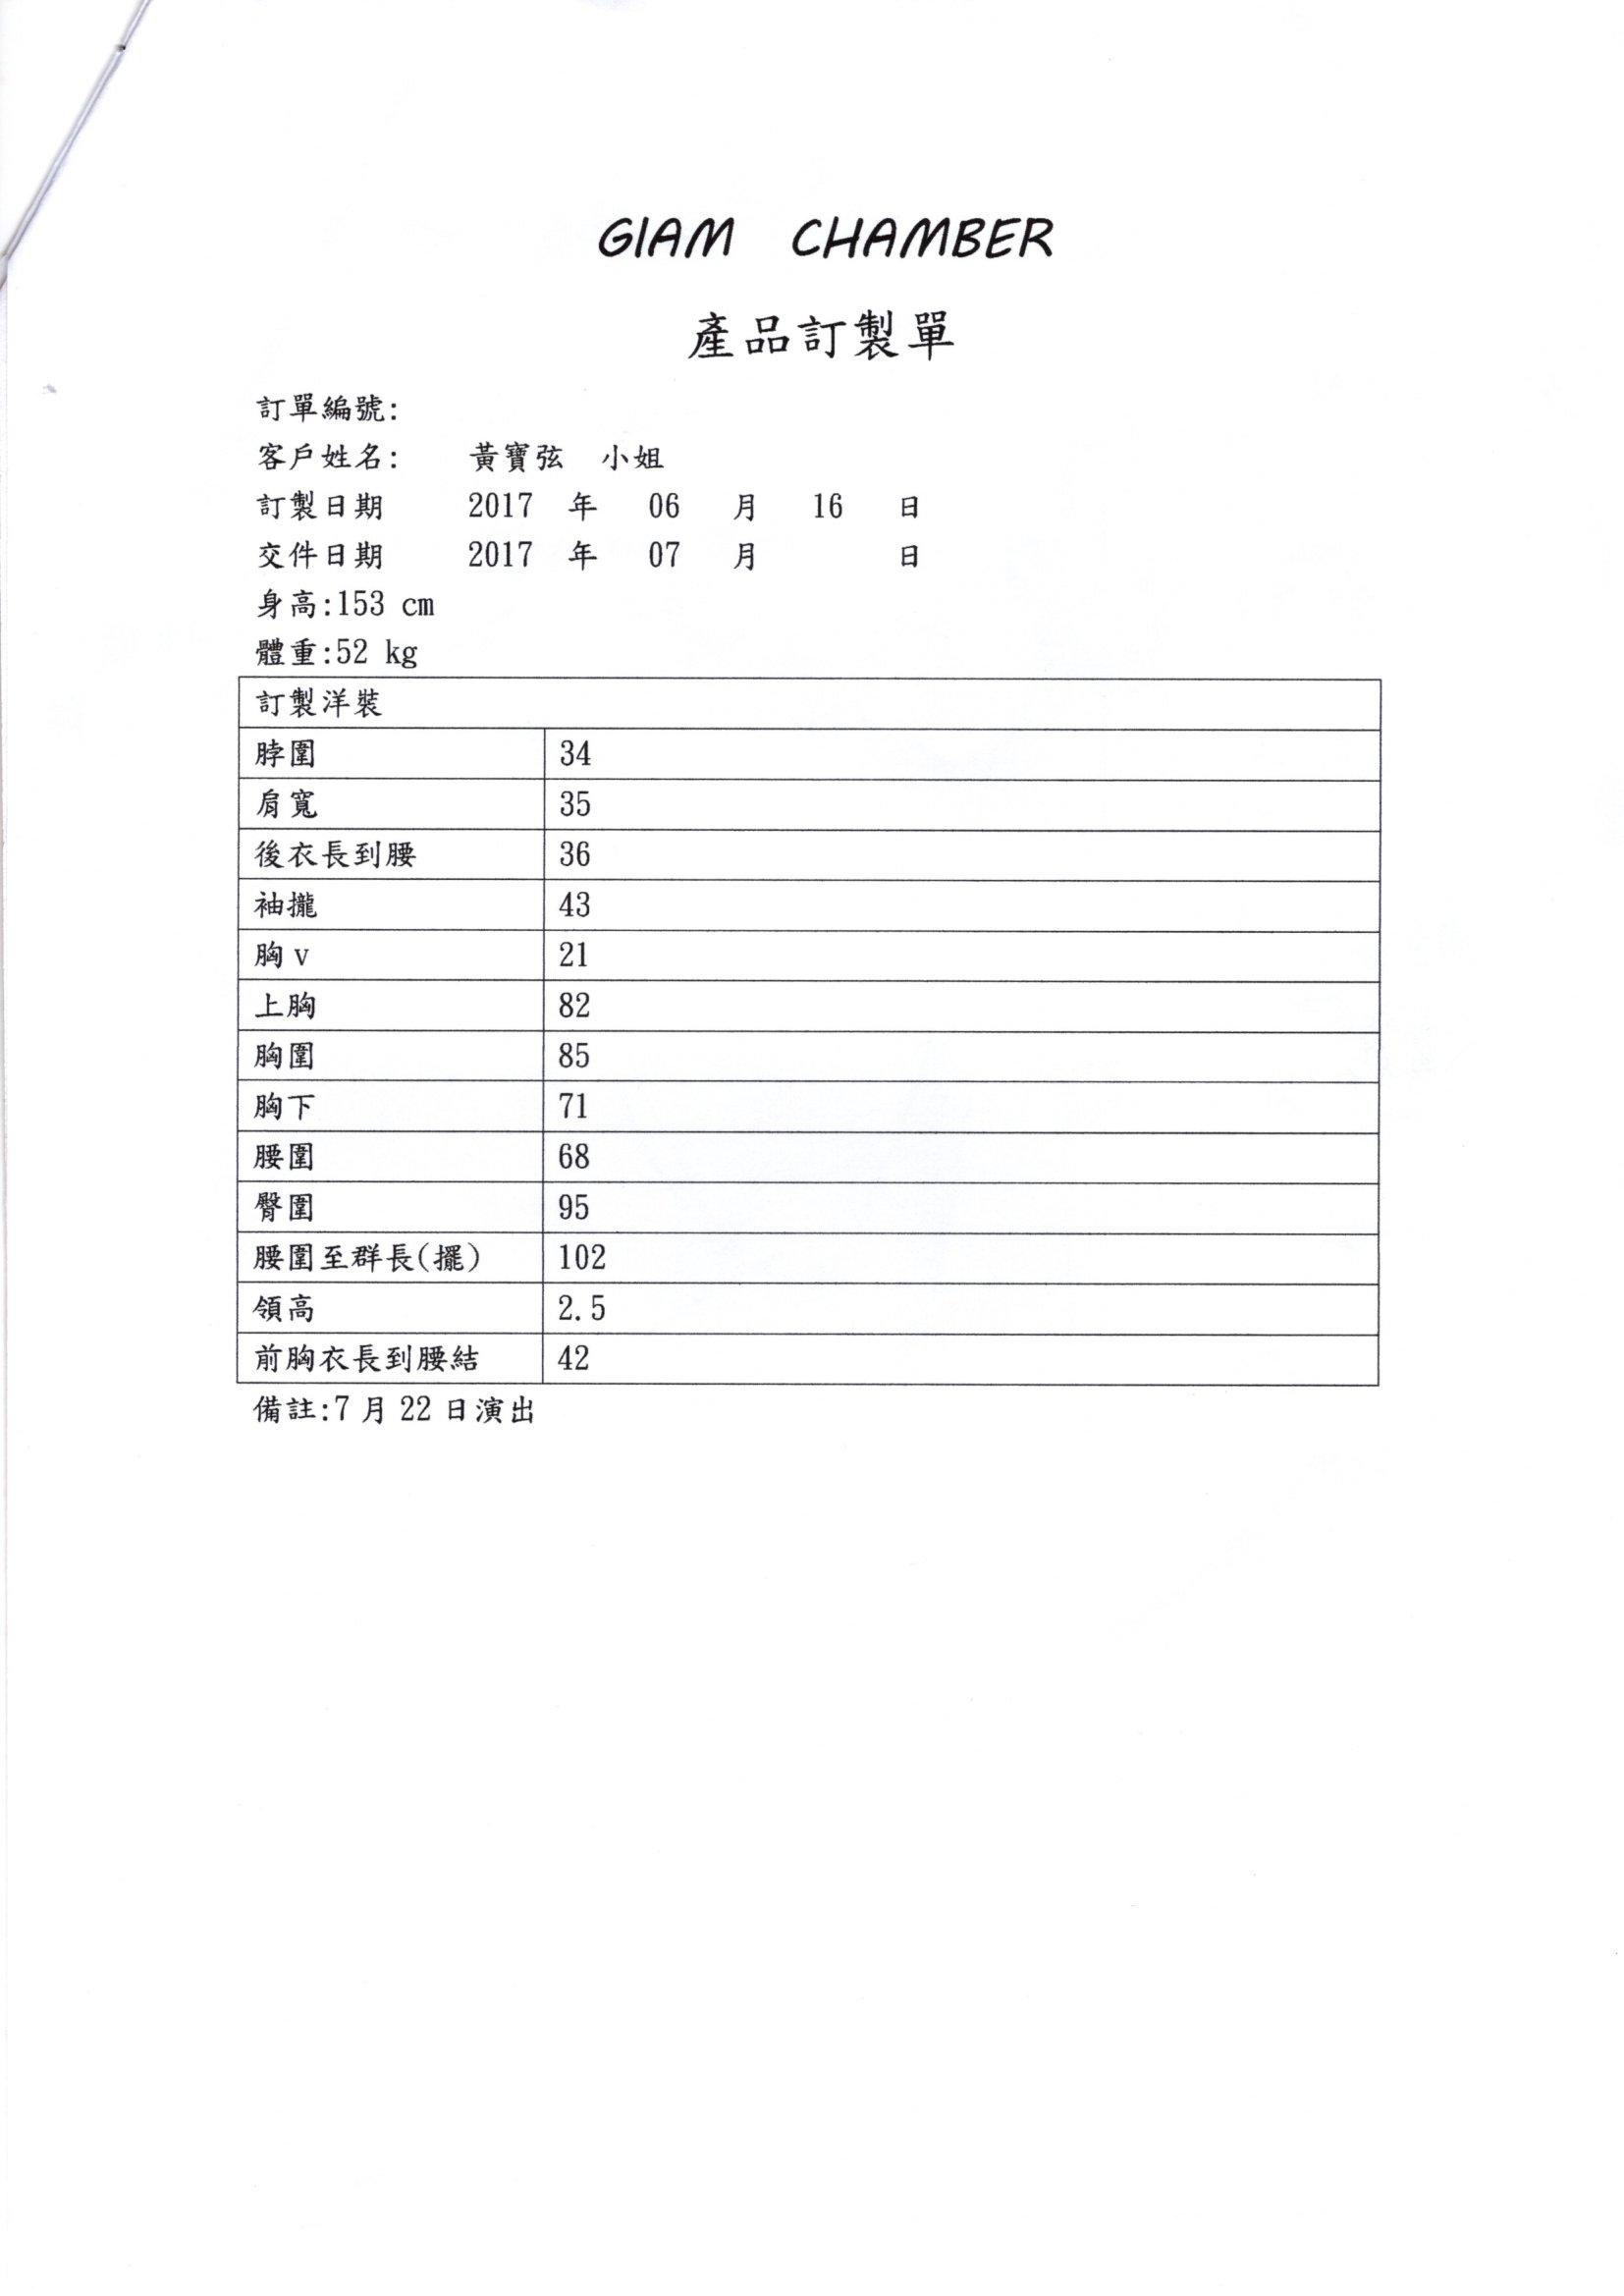 GIAM CHAMBER
產品訂製單
訂單編號:
客戶姓名: 黃寶弦 小姐
訂製日期 2017 年 06 月 16 日
交件日期 2017 年 07 月 日
身高:153 cm
體重:52 kg
訂製洋裝
脖圍 34
肩寬 35
後衣長到腰 36
袖攏 43
胸 v 21
上胸 82
胸圍 85
胸下 71
腰圍 68
臀圍 95
腰圍至群長(擺) 102
領高 2.5
前胸衣長到腰結 42
備註:7 月 22 日演出